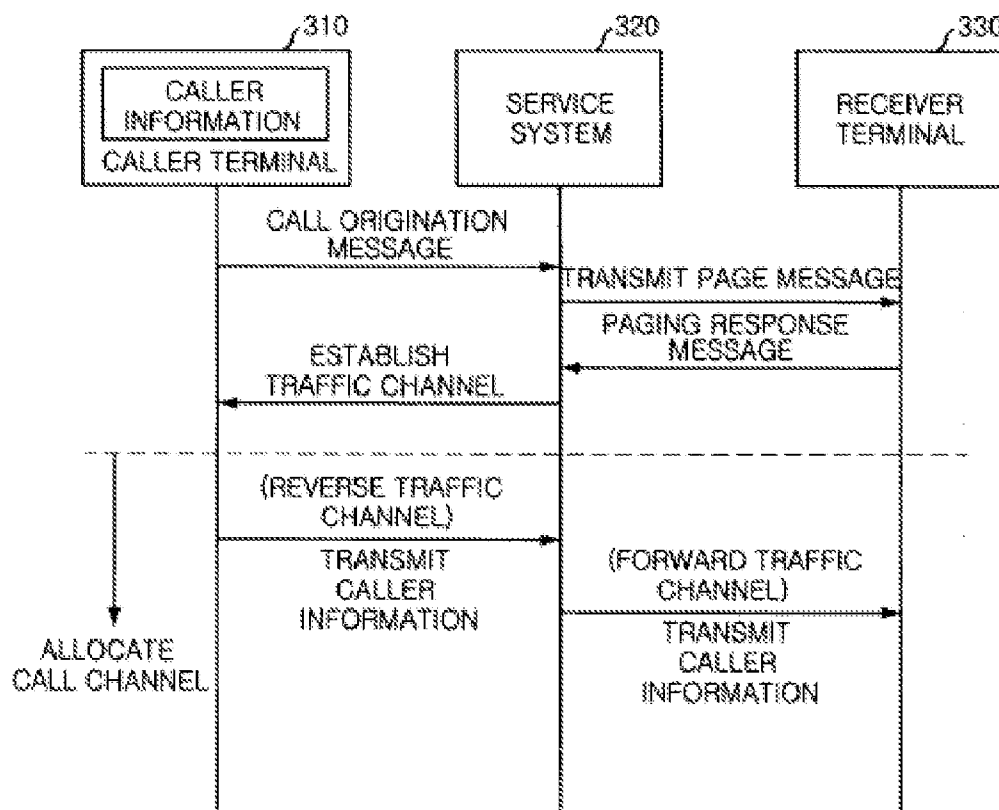 310
320
330
CALLER
INFORMATION
CALLER TERMINAL
SERVICE
SYSTEM
RECEIVER
TERMINAL
CALL ORIGINATION
MESSAGE
TRANSMIT PAGE MESSAGE
PAGING RESPONSE
MESSAGE
ESTABLISH
TRAFFIC CHANNEL
(REVERSE TRAFFIC
CHANNEL)
TRANSMIT
CALLER
INFORMATION
(FORWARD TRAFFIC
CHANNEL)
TRANSMIT
CALLER
INFORMATION
ALLOCATE
CALL CHANNEL